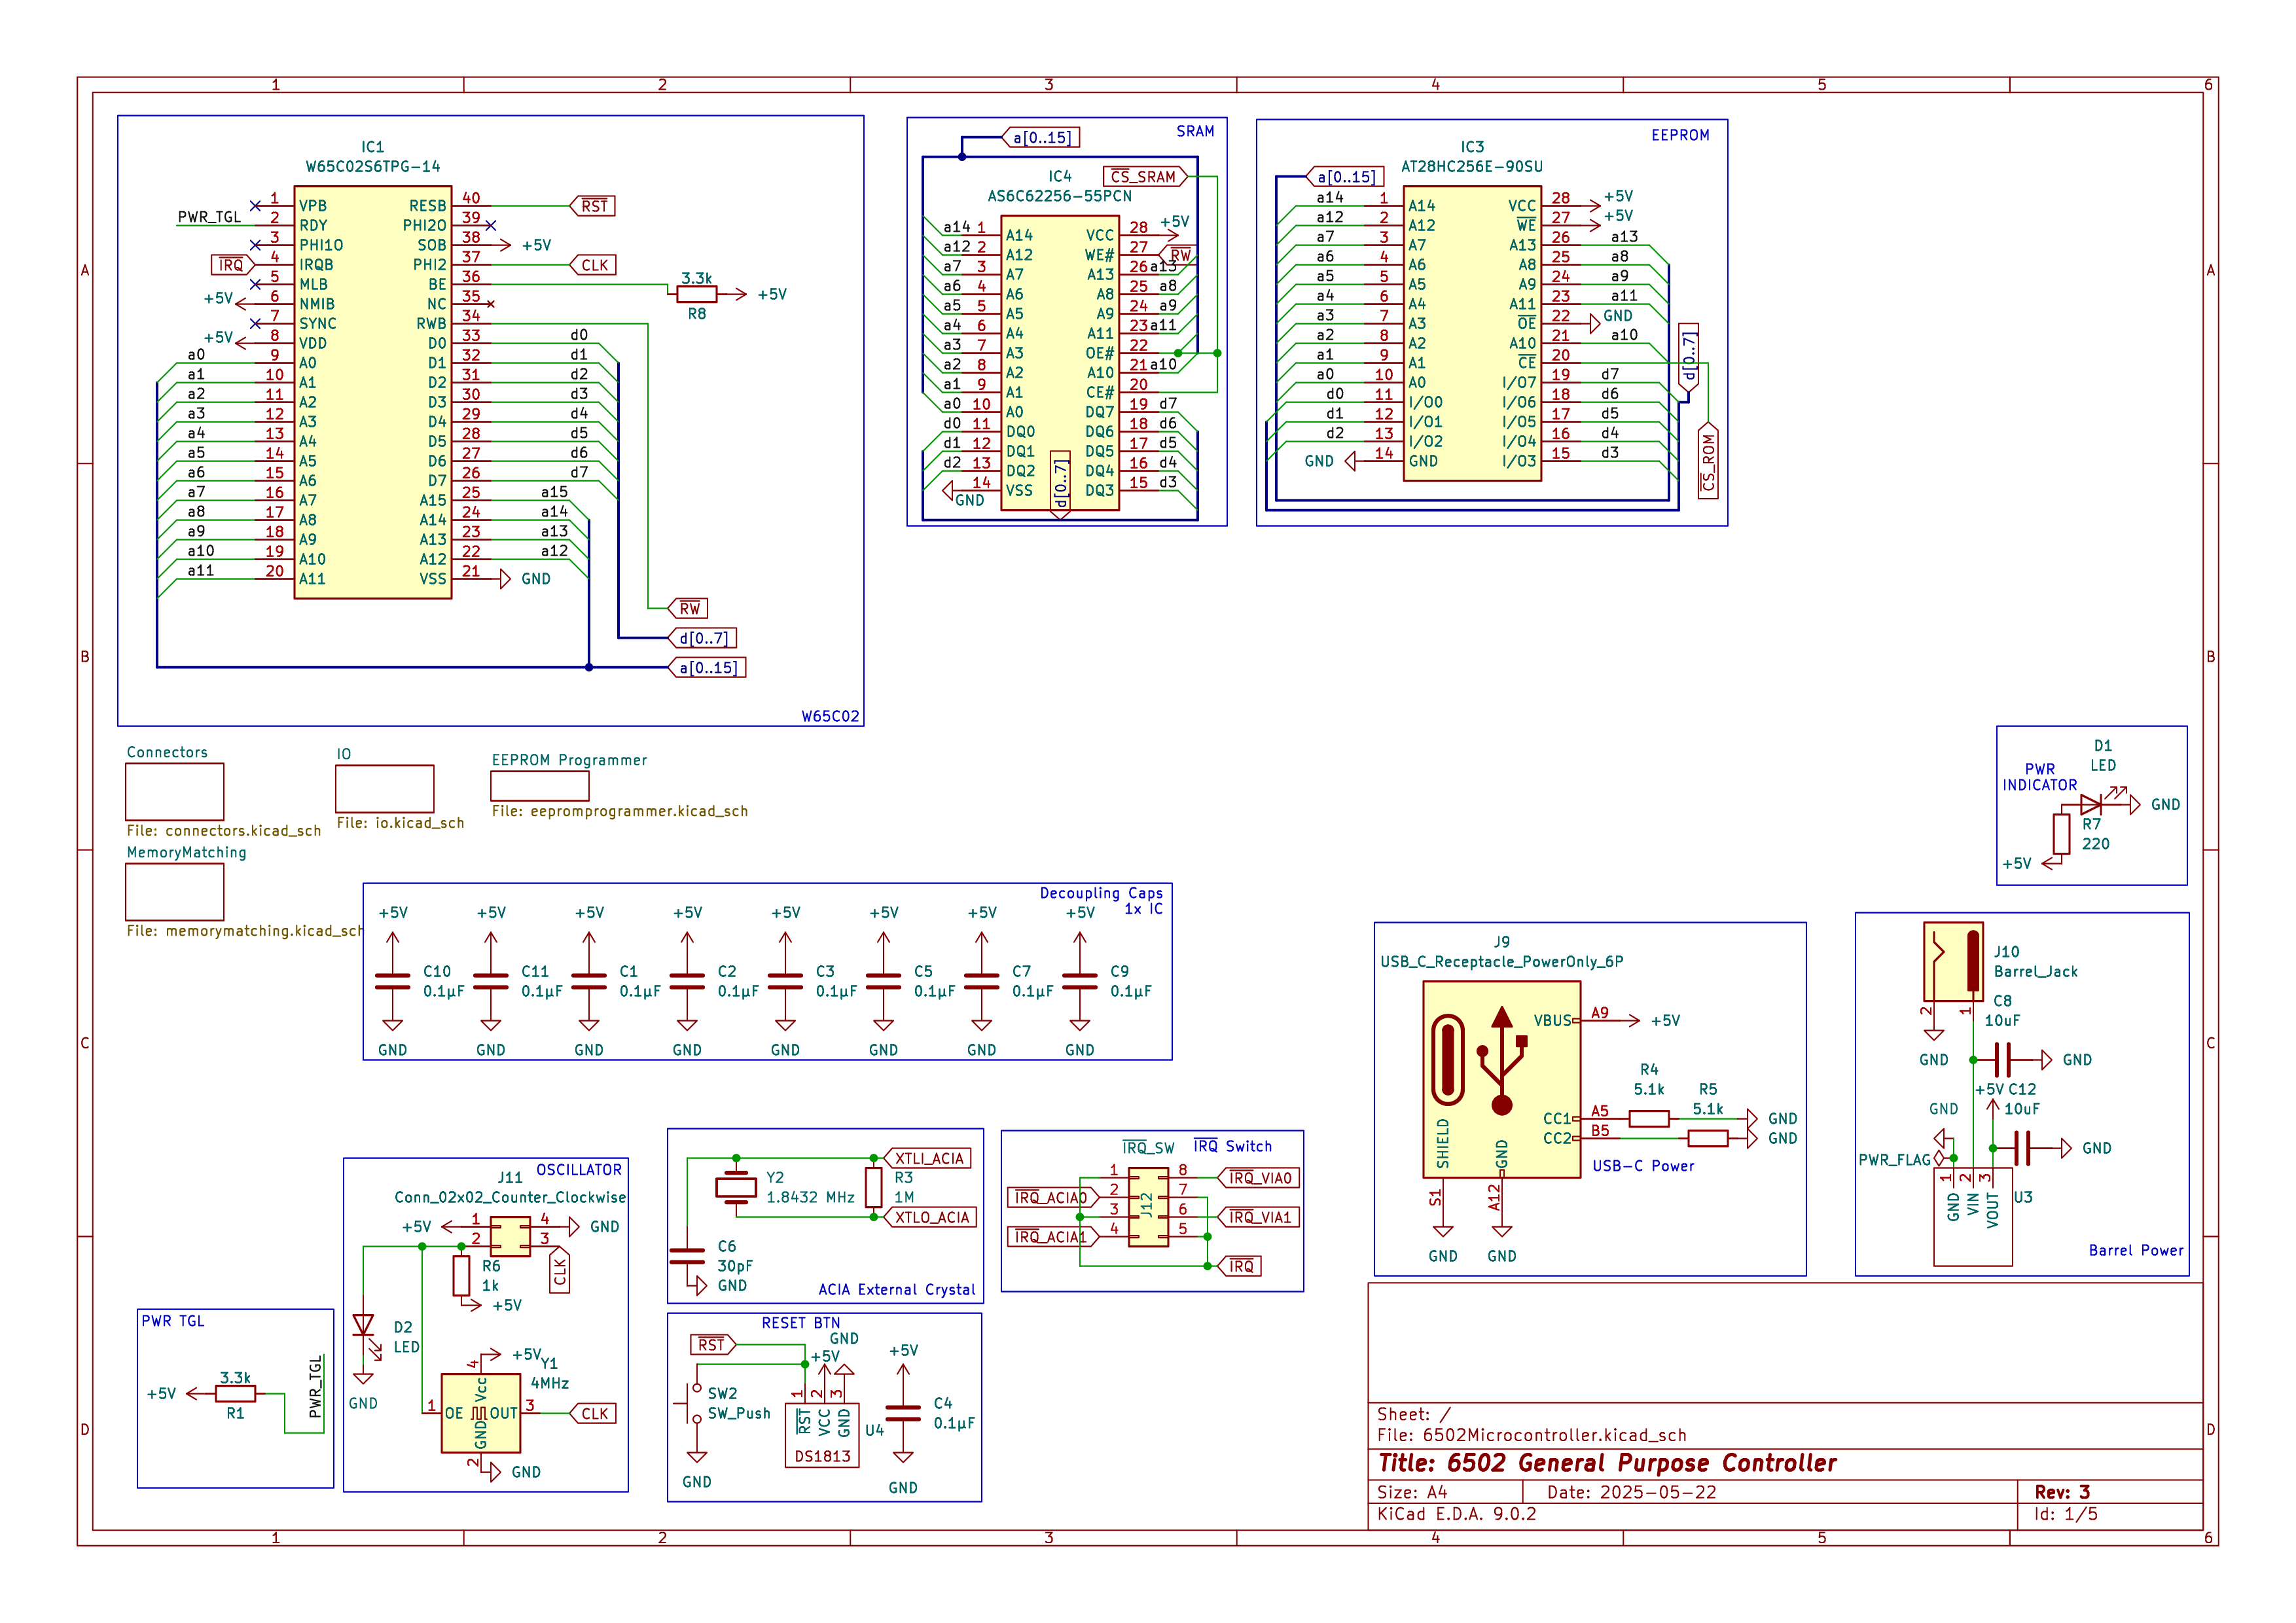 1 2 3 4 5 6
A
B
C
D
IC1
W65C02S6TPG-14
PWR_TGL
IRQ
+5V
+5V
1 VPB
2 RDY
3 PHI1O
4 IRQB
5 MLB
6 NMIB
7 SYNC
8 VDD
a0 9 A0
a1 10 A1
a2 11 A2
a3 12 A3
a4 13 A4
a5 14 A5
a6 15 A6
a7 16 A7
a8 17 A8
a9 18 A9
a10 19 A10
a11 20 A11
RESB 40 RST
PHI2O 39
SOB 38 +5V
PHI2 37 CLK
BE 36
NC 35
RWB 34
D0 33 d0
D1 32 d1
D2 31 d2
D3 30 d3
D4 29 d4
D5 28 d5
D6 27 d6
D7 26 d7
A15 25 a15
A14 24 a14
A13 23 a13
A12 22 a12
VSS 21 GND
3.3k
R8
+5V
RW
d[0..7]
a[0..15]
W65C02
SRAM
a[0..15]
CS_SRAM
IC4
AS6C62256-55PCN
a14 1 A14
a12 2 A12
a7 3 A7
a6 4 A6
a5 5 A5
a4 6 A4
a3 7 A3
a2 8 A2
a1 9 A1
a0 10 A0
d0 11 DQ0
d1 12 DQ1
d2 13 DQ2
GND 14 VSS
VCC 28 +5V
WE# 27 RW
A13 26 a13
A8 25 a8
A9 24 a9
A11 23 a11
OE# 22
A10 21 a10
CE# 20
DQ7 19 d7
DQ6 18 d6
DQ5 17 d5
DQ4 16 d4
DQ3 15 d3
d[0..7]
EEPROM
IC3
AT28HC256E-90SU
a[0..15]
a14 1 A14
a12 2 A12
a7 3 A7
a6 4 A6
a5 5 A5
a4 6 A4
a3 7 A3
a2 8 A2
a1 9 A1
a0 10 A0
d0 11 I/O0
d1 12 I/O1
d2 13 I/O2
GND 14 GND
VCC 28 +5V
WE 27 +5V
A13 26 a13
A8 25 a8
A9 24 a9
A11 23 a11
OE 22 GND
A10 21 a10
CE 20
I/O7 19 d7
I/O6 18 d6
I/O5 17 d5
I/O4 16 d4
I/O3 15 d3
d[0..7]
CS_ROM
Connectors
File: connectors.kicad_sch
IO
File: io.kicad_sch
EEPROM Programmer
File: eepromprogrammer.kicad_sch
MemoryMatching
File: memorymatching.kicad_sch
PWR
INDICATOR
D1
LED
GND
R7
220
+5V
Decoupling Caps
1x IC
+5V +5V +5V +5V +5V +5V +5V +5V
C10 C11 C1 C2 C3 C5 C7 C9
0.1µF 0.1µF 0.1µF 0.1µF 0.1µF 0.1µF 0.1µF 0.1µF
GND GND GND GND GND GND GND GND
J9
USB_C_Receptacle_PowerOnly_6P
VBUS A9 +5V
CC1 A5
CC2 B5
R4
5.1k
R5
5.1k
GND
GND
SHIELD
GND
S1
A12
GND
GND
USB-C Power
J10
Barrel_Jack
2
1
C8
10uF
GND
GND
+5V
C12
10uF
GND
GND
PWR_FLAG
1 GND
2 VIN
3 VOUT
U3
Barrel Power
OSCILLATOR
J11
Conn_02x02_Counter_Clockwise
+5V 1 4 GND
2 3
CLK
R6
1k
+5V
D2
LED
GND
+5V
Y1
4MHz
4 Vcc
1 OE OUT 3 CLK
GND 2
GND
PWR TGL
+5V
3.3k
R1
PWR_TGL
XTLI_ACIA
Y2
1.8432 MHz
R3
1M
XTLO_ACIA
C6
30pF
GND
ACIA External Crystal
IRQ_SW
IRQ Switch
J12
1 8 IRQ_VIA0
IRQ_ACIA0 2 7
3 6 IRQ_VIA1
IRQ_ACIA1 4 5
IRQ
RESET BTN
RST
GND
+5V
+5V
SW2
SW_Push
GND
1 RST
2 VCC
3 GND
DS1813
U4
C4
0.1µF
GND
Sheet: /
File: 6502Microcontroller.kicad_sch
Title: 6502 General Purpose Controller
Size: A4 Date: 2025-05-22 Rev: 3
KiCad E.D.A. 9.0.2 Id: 1/5
A
B
C
D
1 2 3 4 5 6